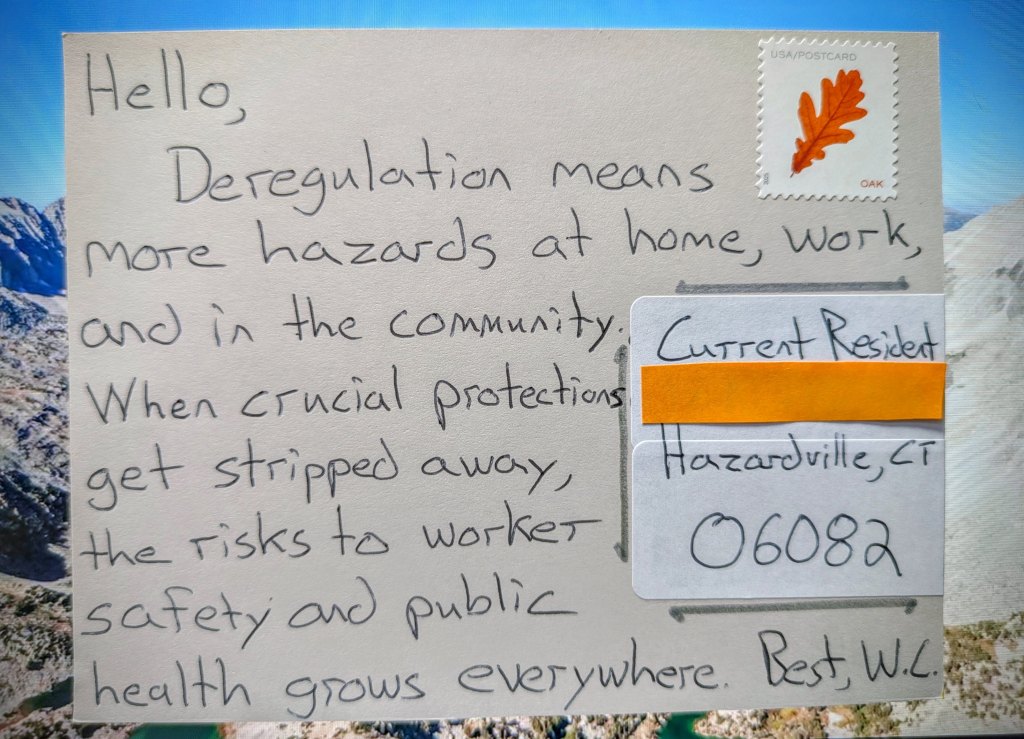 Hello,
USA/POSTCARD
OAK
Deregulation means
more hazards at home, work,
and in the community.
When crucial protections
get stripped away,
the risks to worker
safety and public
health grows everywhere.
Current Resident
Hazardville, CT
06082
Best, W.C.